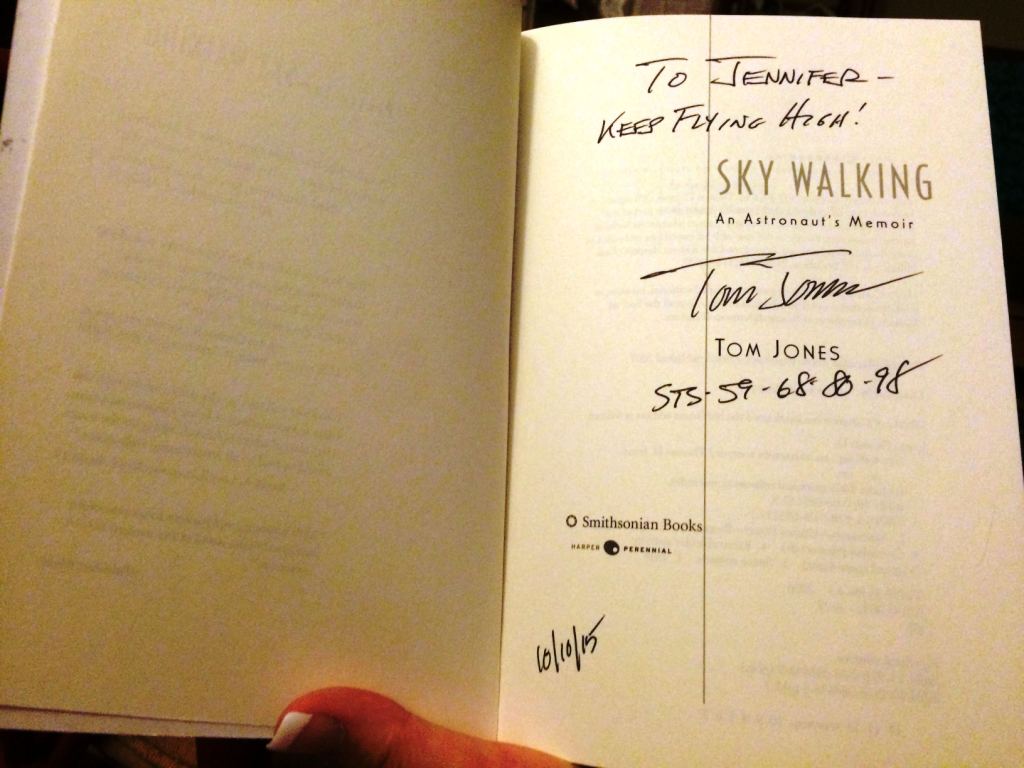 TO JENNIFER -
KEEP FLYING HIGH!
SKY WALKING
An Astronaut's Memoir
Tom Jones
TOM JONES
STS-59-68-80-98
Smithsonian Books
HARPER PERENNIAL
10/10/15